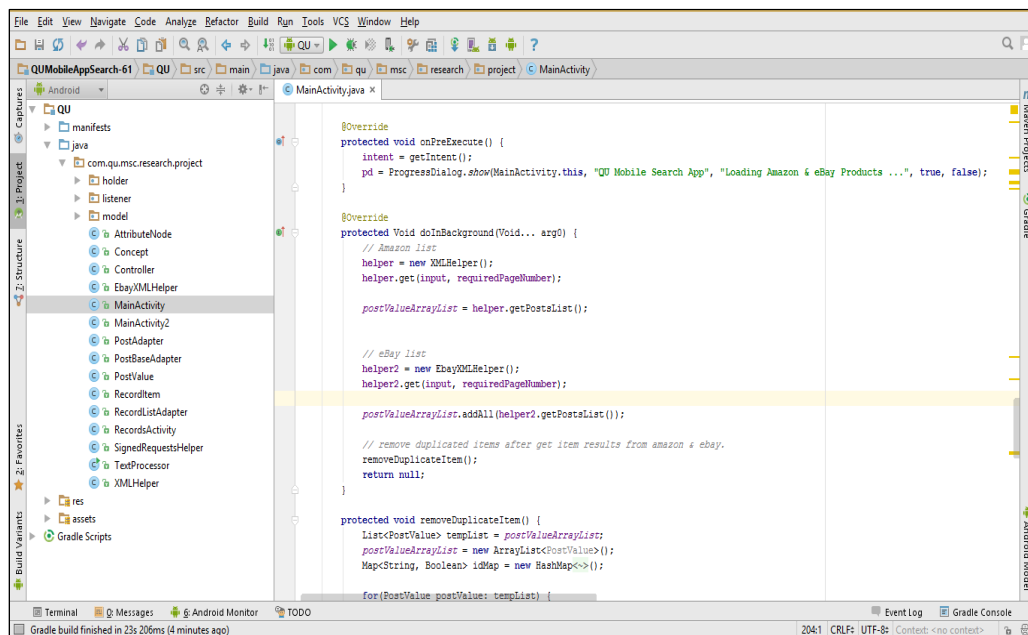 File Edit View Navigate Code Analyze Refactor Build Run Tools VCS Window Help
QU
QUMobileAppSearch-61 QU src main java com qu msc research project MainActivity
Android
MainActivity.java ×
Captures
1: Project
7: Structure
2: Favorites
Build Variants
QU
manifests
java
com.qu.msc.research.project
holder
listener
model
AttributeNode
Concept
Controller
EbayXMLHelper
MainActivity
MainActivity2
PostAdapter
PostBaseAdapter
PostValue
RecordItem
RecordListAdapter
RecordsActivity
SignedRequestsHelper
TextProcessor
XMLHelper
res
assets
Gradle Scripts
@Override
protected void onPreExecute() {
intent = getIntent();
pd = ProgressDialog.show(MainActivity.this, "QU Mobile Search App", "Loading Amazon & eBay Products ...", true, false);
}
@Override
protected Void doInBackground(Void... arg0) {
// Amazon list
helper = new XMLHelper();
helper.get(input, requiredPageNumber);
postValueArrayList = helper.getPostsList();
// eBay list
helper2 = new EbayXMLHelper();
helper2.get(input, requiredPageNumber);
postValueArrayList.addAll(helper2.getPostsList());
// remove duplicated items after get item results from amazon & ebay.
removeDuplicateItem();
return null;
}
protected void removeDuplicateItem() {
List<PostValue> tempList = postValueArrayList;
postValueArrayList = new ArrayList<PostValue>();
Map<String, Boolean> idMap = new HashMap<~>();
for(PostValue postValue: tempList) {
Maven Projects
Gradle
Android Model
Terminal 0: Messages 6: Android Monitor TODO Event Log Gradle Console
Gradle build finished in 23s 206ms (4 minutes ago) 204:1 CRLF÷ UTF-8÷ Context: <no context>